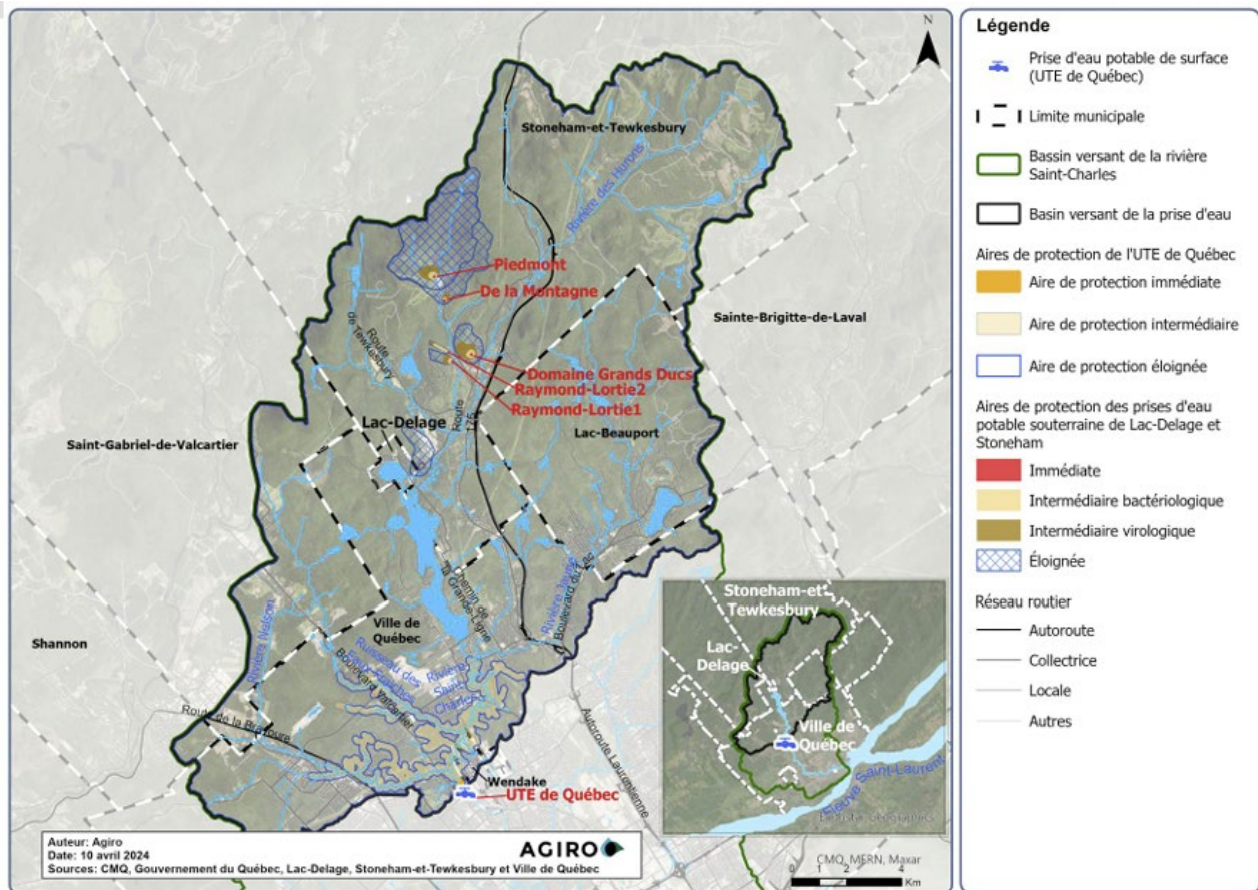 N
Stoneham-et-Tewkesbury
Rivière des Hurons
Piedmont
De la Montagne
Sainte-Brigitte-de-Laval
Route
de Tewkesbury
Domaine Grands Ducs
Raymond-Lortie2
Raymond-Lortie1
Route
175
Lac-Delage
Lac-Beauport
Saint-Gabriel-de-Valcartier
Chemin de
la Grande-Ligne
Rivière Jaune
Boulevard du Lac
Ville de
Québec
Shannon
Rivière Nelson
Ruisseau des
Eaux-Fraîches
Rivière
Saint-
Charles
Boulevard Valcartier
Route de la Bravoure
Autoroute Laurentienne
Wendake
UTE de Québec
Stoneham-et
Tewkesbury
Lac-
Delage
Ville de
Québec
Fleuve Saint-Laurent
Earthstar Geographics
CMQ, MERN, Maxar
0 2 4
Km
Auteur: Agiro
Date: 10 avril 2024
Sources: CMQ, Gouvernement du Québec, Lac-Delage, Stoneham-et-Tewkesbury et Ville de Québec
AGIRO
Légende
Prise d'eau potable de surface
(UTE de Québec)
Limite municipale
Bassin versant de la rivière
Saint-Charles
Basin versant de la prise d'eau
Aires de protection de l'UTE de Québec
Aire de protection immédiate
Aire de protection intermédiaire
Aire de protection éloignée
Aires de protection des prises d'eau
potable souterraine de Lac-Delage et
Stoneham
Immédiate
Intermédiaire bactériologique
Intermédiaire virologique
Éloignée
Réseau routier
Autoroute
Collectrice
Locale
Autres